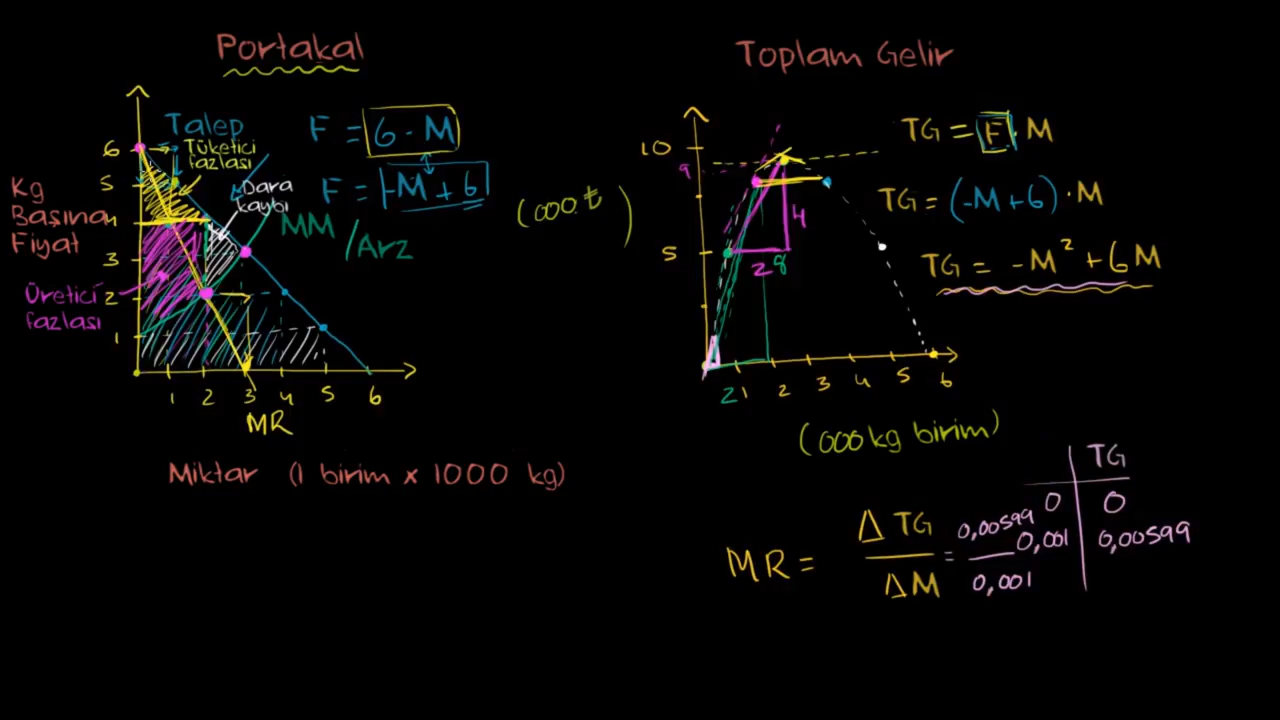 Portakal
Talep
Tüketici
fazlası
Dara
kaybı
MM
/Arz
F = 6 - M
F = -M + 6
Kg
Başına
Fiyat
Üretici
fazlası
6
5
4
3
2
1
1 2 3 4 5 6
MR
Miktar (1 birim x 1000 kg)
Toplam Gelir
(000 ₺)
10
9
5
4
2 8
2 1 2 3 4 5 6
(000 kg birim)
TG = F · M
TG = (-M + 6) · M
TG = -M² + 6M
MR = Δ TG / ΔM = 0,00599 / 0,001
TG
0 0
0,001 0,00599